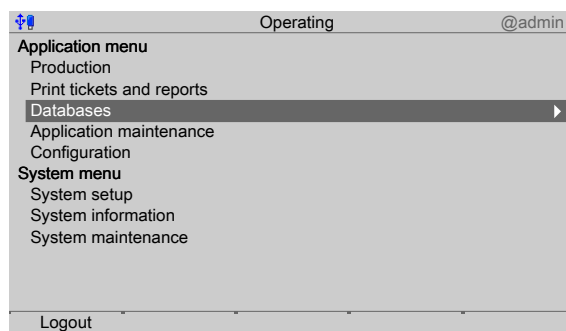 Operating @admin
Application menu
Production
Print tickets and reports
Databases
Application maintenance
Configuration
System menu
System setup
System information
System maintenance
Logout